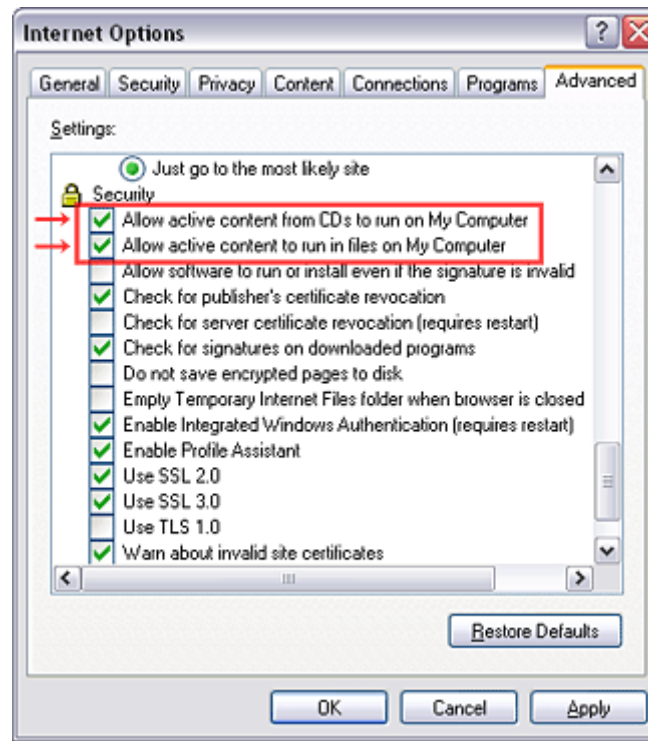 Internet Options
General Security Privacy Content Connections Programs Advanced
Settings:
Just go to the most likely site
Security
Allow active content from CDs to run on My Computer
Allow active content to run in files on My Computer
Allow software to run or install even if the signature is invalid
Check for publisher's certificate revocation
Check for server certificate revocation (requires restart)
Check for signatures on downloaded programs
Do not save encrypted pages to disk
Empty Temporary Internet Files folder when browser is closed
Enable Integrated Windows Authentication (requires restart)
Enable Profile Assistant
Use SSL 2.0
Use SSL 3.0
Use TLS 1.0
Warn about invalid site certificates
Restore Defaults
OK Cancel Apply